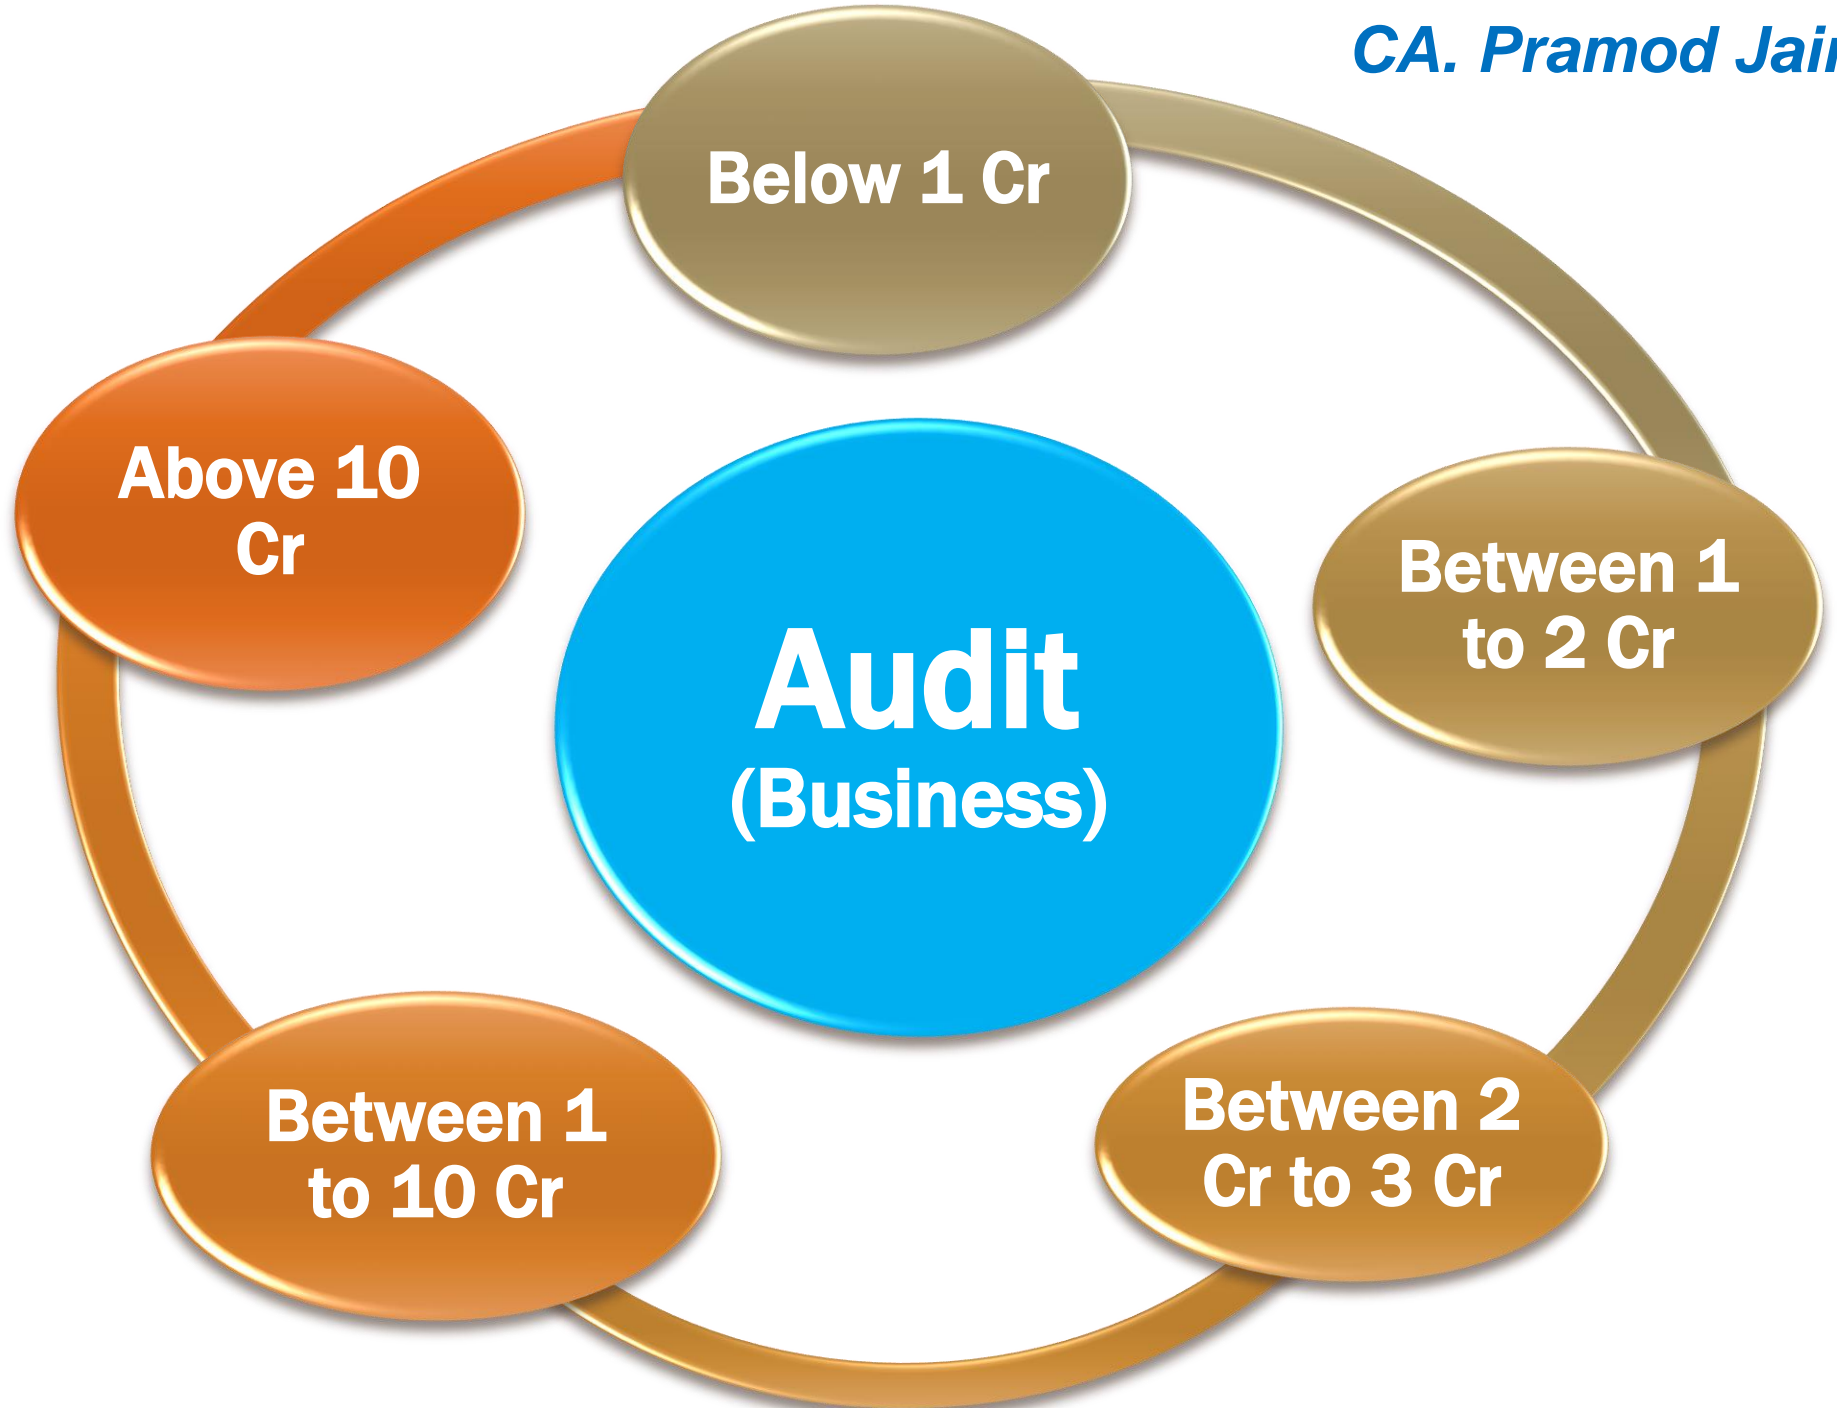 CA. Pramod Jain
Below 1 Cr
Above 10
Cr
Between 1
to 2 Cr
Audit
(Business)
Between 2
Cr to 3 Cr
Between 1
to 10 Cr